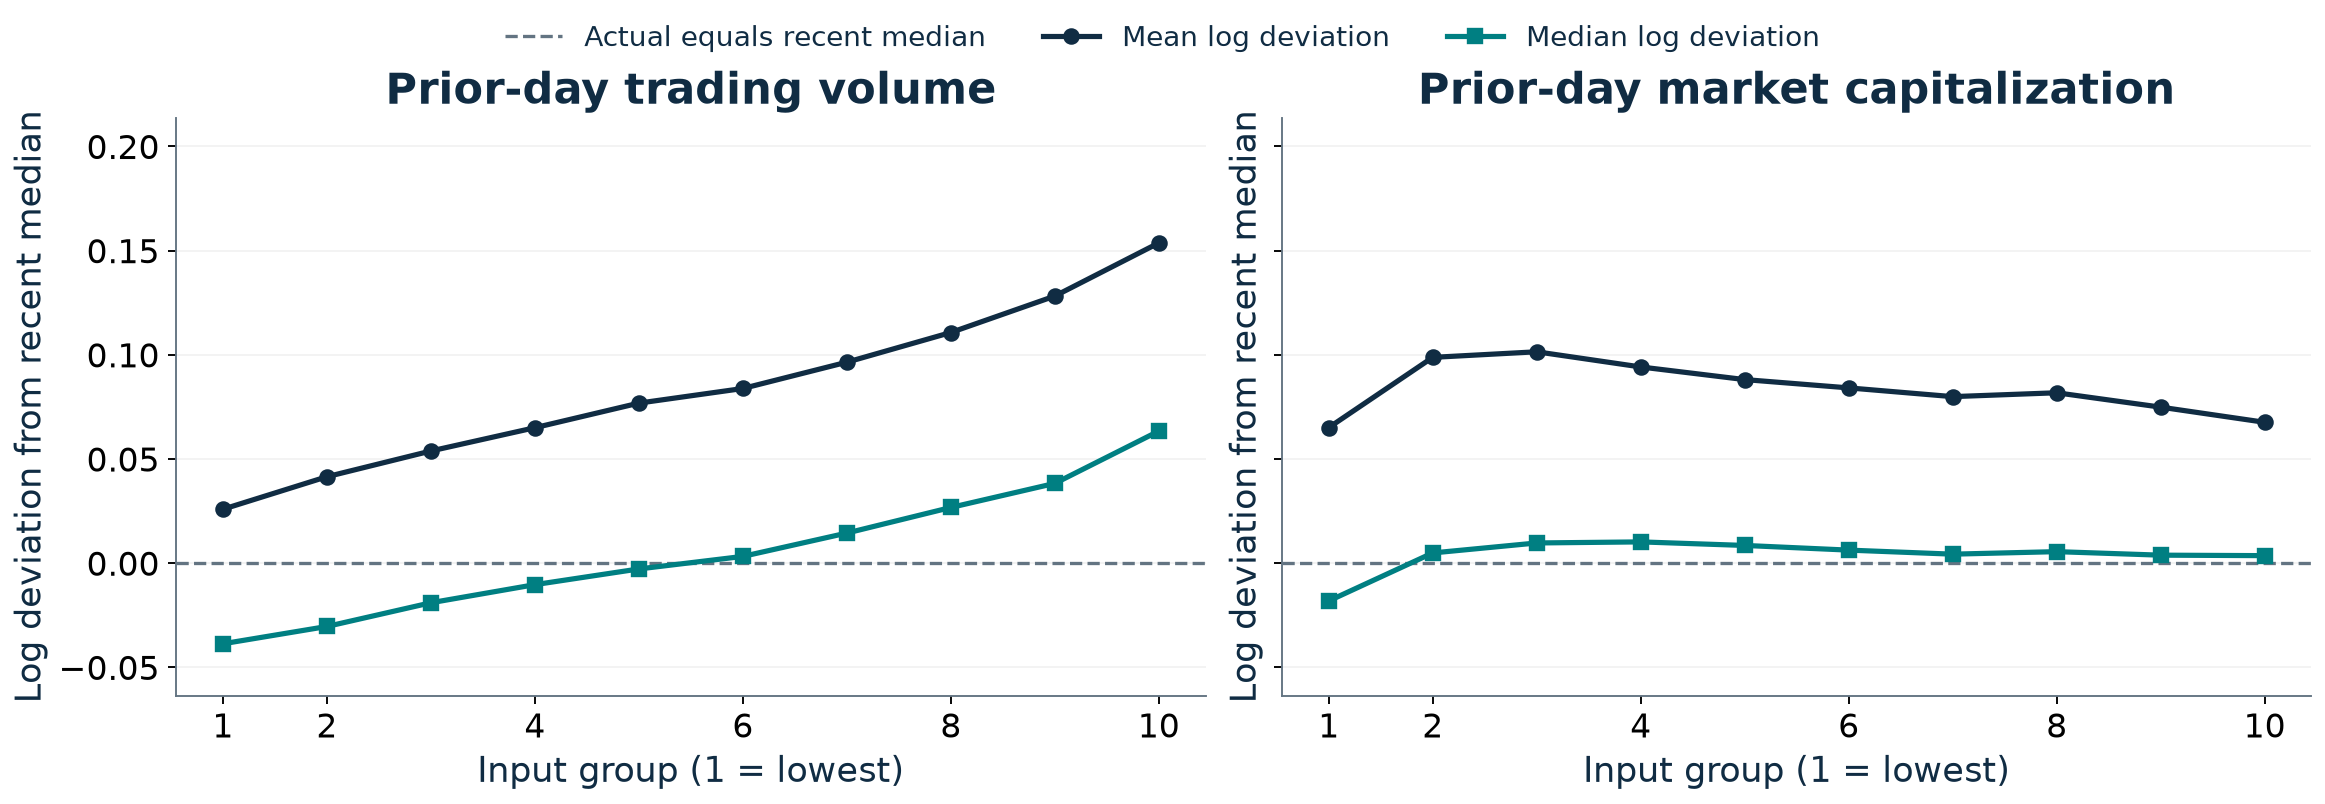 Actual equals recent median
Mean log deviation
Median log deviation
Prior-day trading volume
Log deviation from recent median
0.20
0.15
0.10
0.05
0.00
−0.05
1 2 4 6 8 10
Input group (1 = lowest)
Prior-day market capitalization
Log deviation from recent median
1 2 4 6 8 10
Input group (1 = lowest)